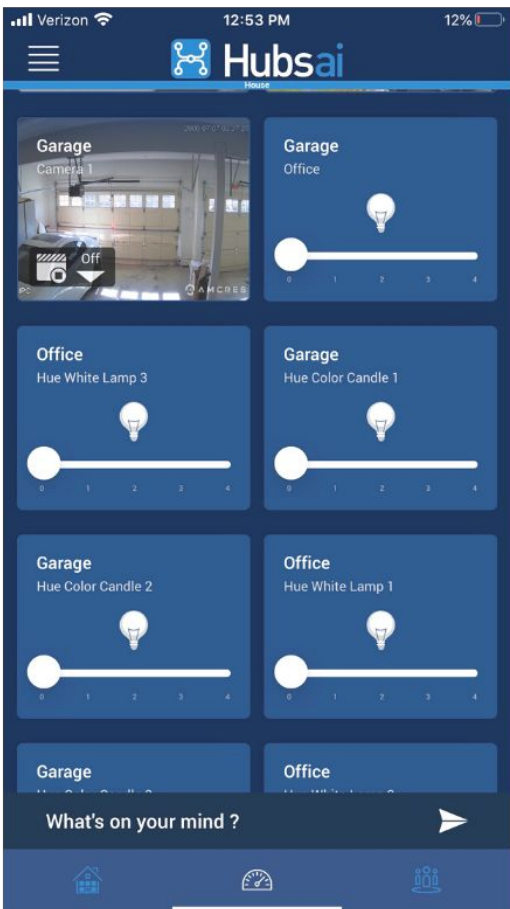 Verizon 12:53 PM 12%
Hubsai
House
Garage
Camera 1
Off
AMCRES
Garage
Office
0 1 2 3 4
Office
Hue White Lamp 3
0 1 2 3 4
Garage
Hue Color Candle 1
0 1 2 3 4
Garage
Hue Color Candle 2
0 1 2 3 4
Office
Hue White Lamp 1
0 1 2 3 4
Garage
Office
What's on your mind ?